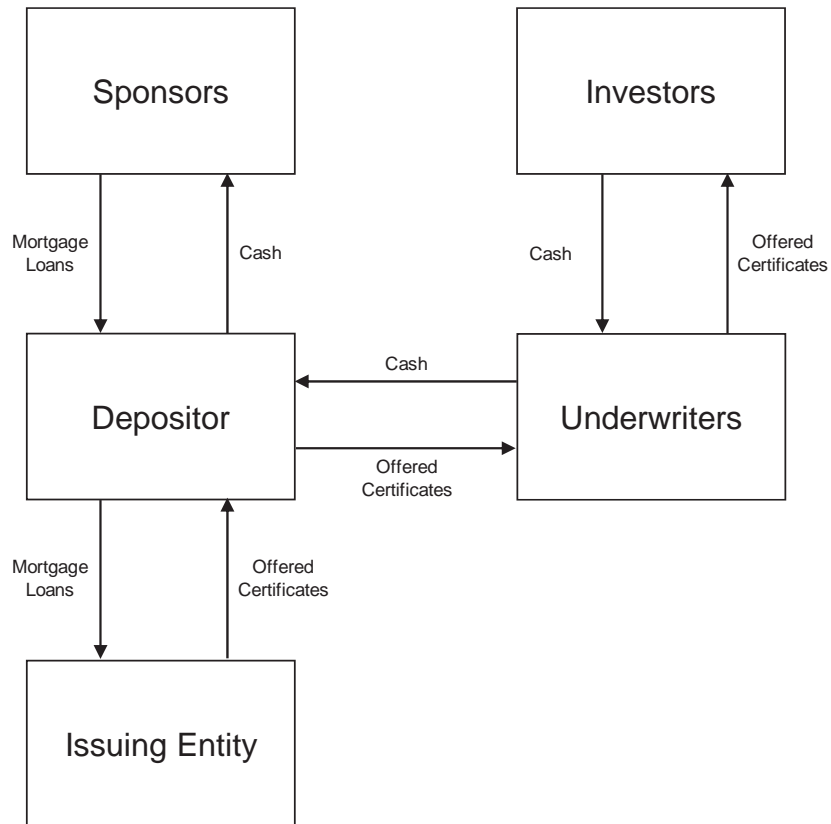 Sponsors
Investors
Mortgage
Loans
Cash
Cash
Offered
Certificates
Depositor
Cash
Offered
Certificates
Underwriters
Mortgage
Loans
Offered
Certificates
Issuing Entity